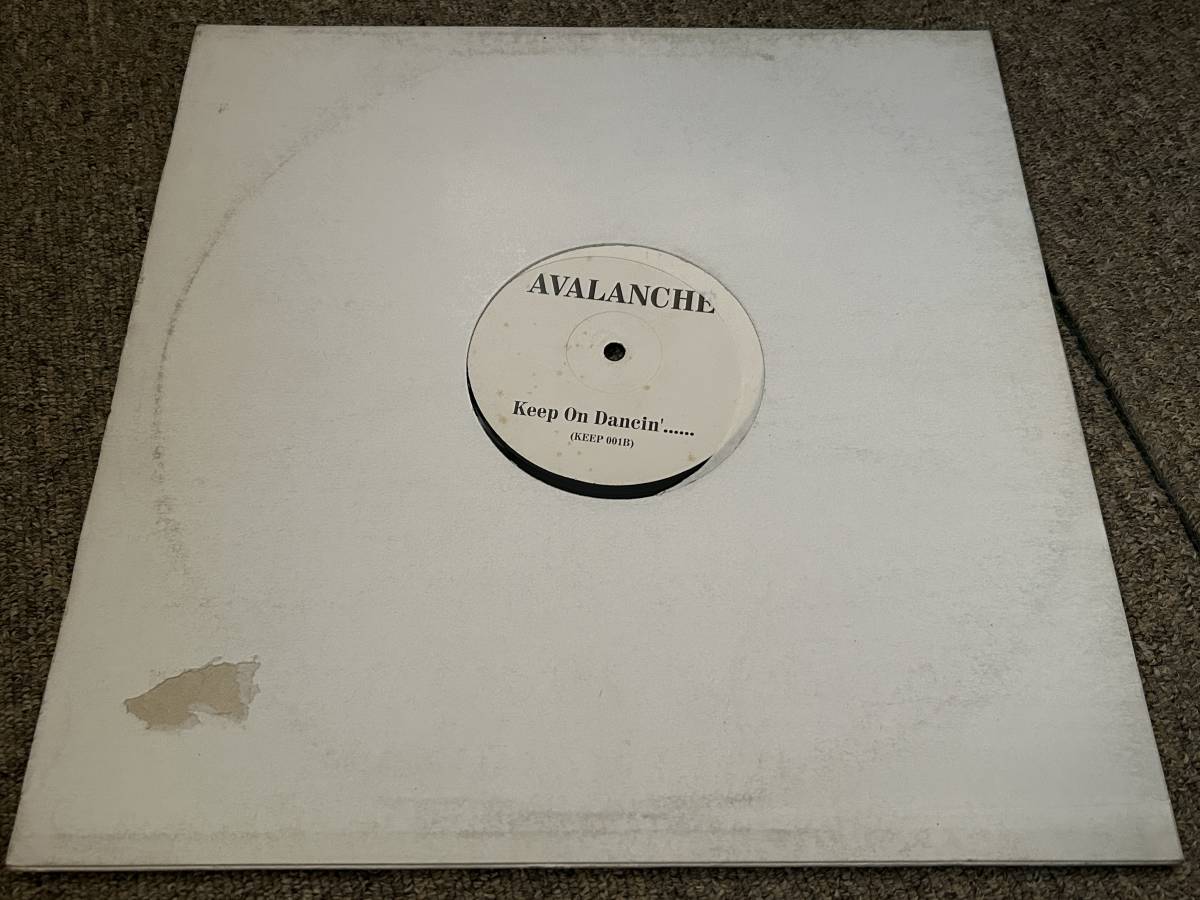 AVALANCHE
Keep On Dancin'......
(KEEP 001B)